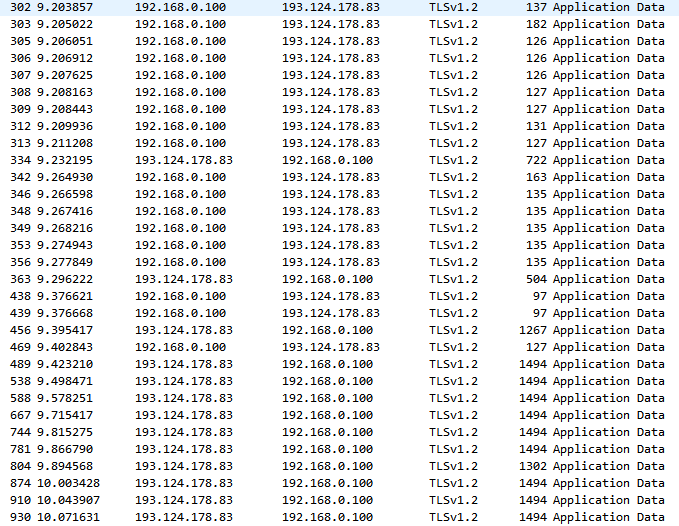 302 9.203857 192.168.0.100 193.124.178.83 TLSv1.2 137 Application Data
303 9.205022 192.168.0.100 193.124.178.83 TLSv1.2 182 Application Data
305 9.206051 192.168.0.100 193.124.178.83 TLSv1.2 126 Application Data
306 9.206912 192.168.0.100 193.124.178.83 TLSv1.2 126 Application Data
307 9.207625 192.168.0.100 193.124.178.83 TLSv1.2 126 Application Data
308 9.208163 192.168.0.100 193.124.178.83 TLSv1.2 127 Application Data
309 9.208443 192.168.0.100 193.124.178.83 TLSv1.2 127 Application Data
312 9.209936 192.168.0.100 193.124.178.83 TLSv1.2 131 Application Data
313 9.211208 192.168.0.100 193.124.178.83 TLSv1.2 127 Application Data
334 9.232195 193.124.178.83 192.168.0.100 TLSv1.2 722 Application Data
342 9.264930 192.168.0.100 193.124.178.83 TLSv1.2 163 Application Data
346 9.266598 192.168.0.100 193.124.178.83 TLSv1.2 135 Application Data
348 9.267416 192.168.0.100 193.124.178.83 TLSv1.2 135 Application Data
349 9.268216 192.168.0.100 193.124.178.83 TLSv1.2 135 Application Data
353 9.274943 192.168.0.100 193.124.178.83 TLSv1.2 135 Application Data
356 9.277849 192.168.0.100 193.124.178.83 TLSv1.2 135 Application Data
363 9.296222 193.124.178.83 192.168.0.100 TLSv1.2 504 Application Data
438 9.376621 192.168.0.100 193.124.178.83 TLSv1.2 97 Application Data
439 9.376668 192.168.0.100 193.124.178.83 TLSv1.2 97 Application Data
456 9.395417 193.124.178.83 192.168.0.100 TLSv1.2 1267 Application Data
469 9.402843 192.168.0.100 193.124.178.83 TLSv1.2 127 Application Data
489 9.423210 193.124.178.83 192.168.0.100 TLSv1.2 1494 Application Data
538 9.498471 193.124.178.83 192.168.0.100 TLSv1.2 1494 Application Data
588 9.578251 193.124.178.83 192.168.0.100 TLSv1.2 1494 Application Data
667 9.715417 193.124.178.83 192.168.0.100 TLSv1.2 1494 Application Data
744 9.815275 193.124.178.83 192.168.0.100 TLSv1.2 1494 Application Data
781 9.866790 193.124.178.83 192.168.0.100 TLSv1.2 1494 Application Data
804 9.894568 193.124.178.83 192.168.0.100 TLSv1.2 1302 Application Data
874 10.003428 193.124.178.83 192.168.0.100 TLSv1.2 1494 Application Data
910 10.043907 193.124.178.83 192.168.0.100 TLSv1.2 1494 Application Data
930 10.071631 193.124.178.83 192.168.0.100 TLSv1.2 1494 Application Data